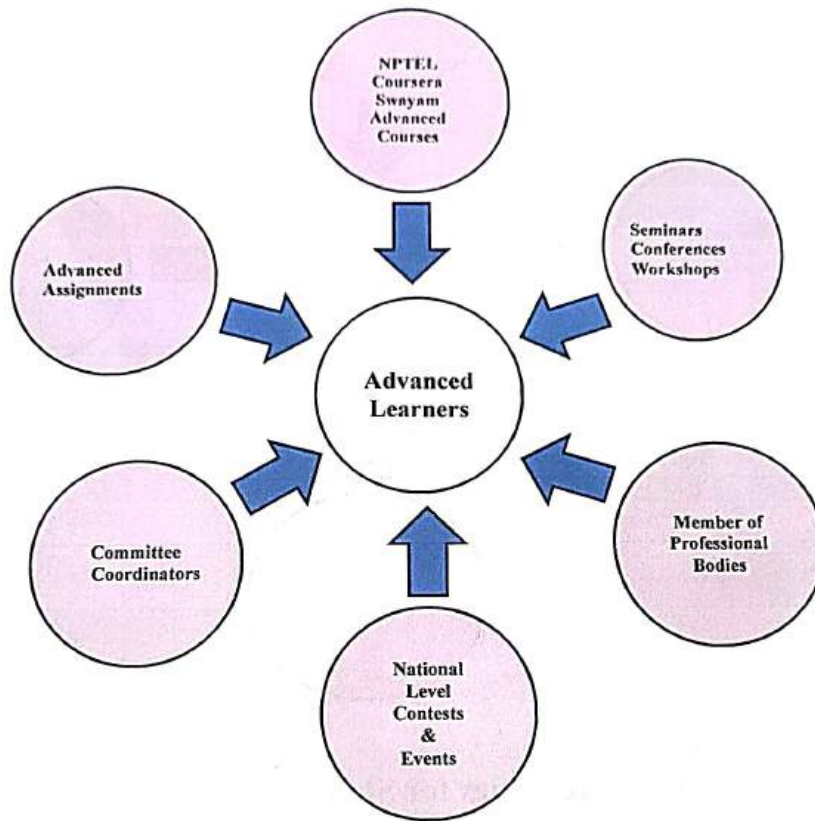 NPTEL
Coursera
Swayam
Advanced
Courses
Seminars
Conferences
Workshops
Advanced
Assignments
Advanced
Learners
Committee
Coordinators
Member of
Professional
Bodies
National
Level
Contests
&
Events